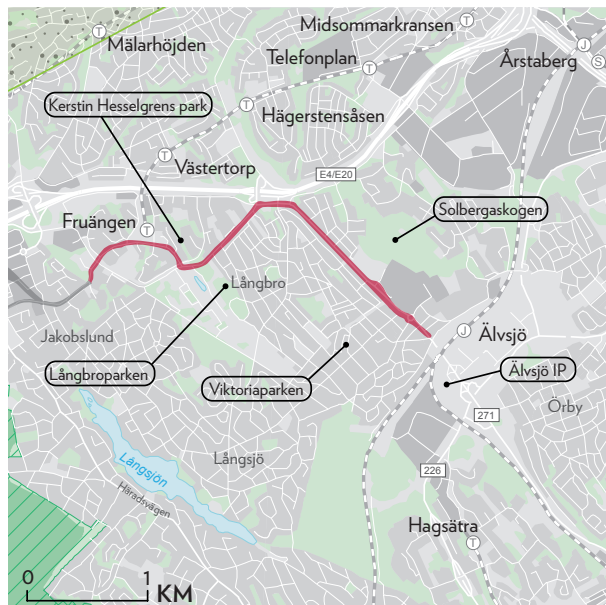 Midsommarkransen
T
T
Mälarhöjden
Telefonplan
T
J
Årstaberg
S
Kerstin Hesselgrens park
T
Hägerstensåsen
T
Västertorp
E4/E20
Fruängen
T
Solbergaskogen
Långbro
Jakobslund
J
Älvsjö
Långbroparken
Viktoriaparken
Älvsjö IP
Örby
271
Långsjön
Långsjö
226
Häradsvägen
Hagsätra
T
0
1
KM